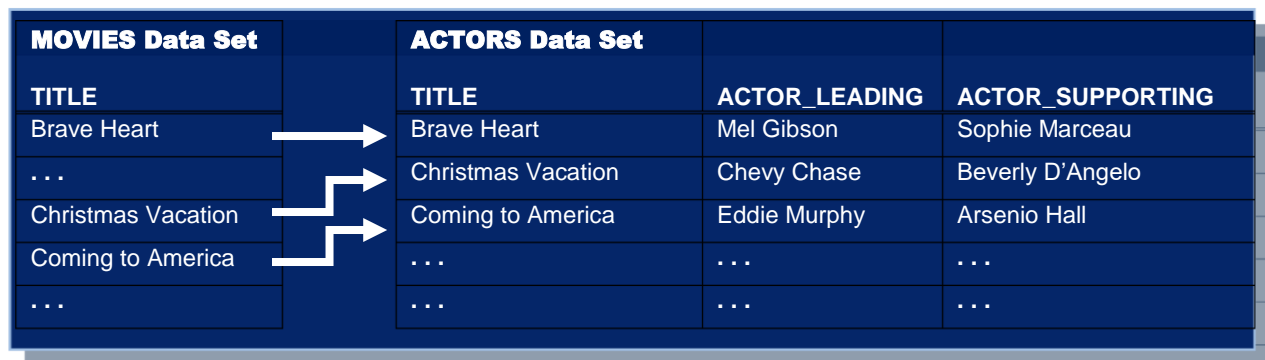 MOVIES Data Set ACTORS Data Set
TITLE TITLE ACTOR_LEADING ACTOR_SUPPORTING
Brave Heart Brave Heart Mel Gibson Sophie Marceau
. . . Christmas Vacation Chevy Chase Beverly D’Angelo
Christmas Vacation Coming to America Eddie Murphy Arsenio Hall
Coming to America . . . . . . . . .
. . . . . . . . . . . .